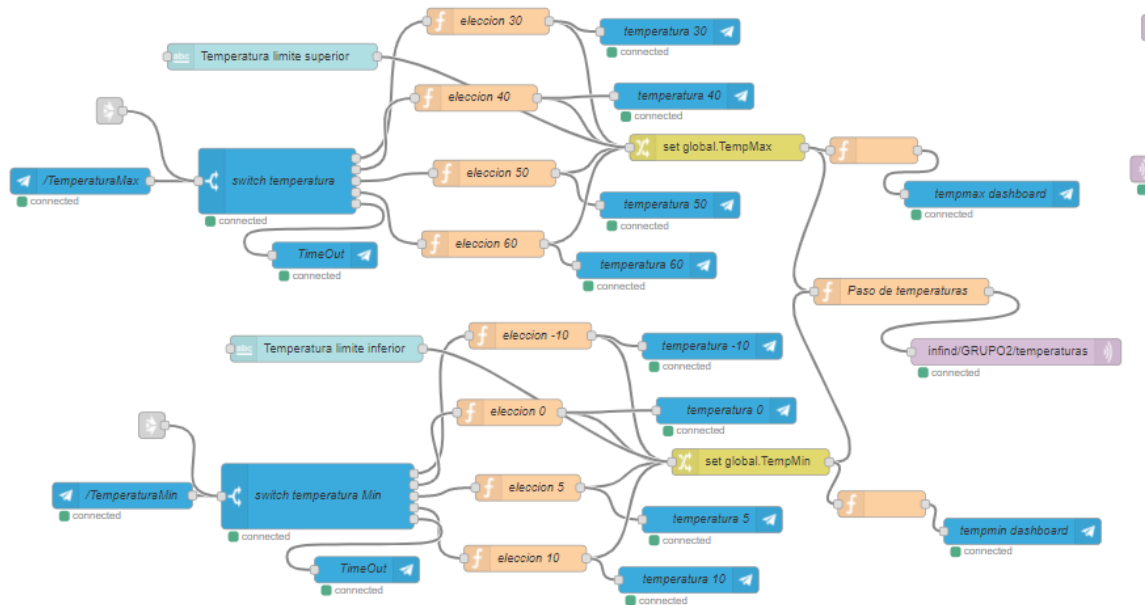 eleccion 30
temperatura 30
connected
abc
Temperatura limite superior
eleccion 40
temperatura 40
connected
set global.TempMax
/TemperaturaMax
connected
switch temperatura
connected
eleccion 50
temperatura 50
connected
tempmax dashboard
connected
TimeOut
connected
eleccion 60
temperatura 60
connected
Paso de temperaturas
infind/GRUPO2/temperaturas
connected
abc
Temperatura limite inferior
eleccion -10
temperatura -10
connected
eleccion 0
temperatura 0
connected
set global.TempMin
/TemperaturaMin
connected
switch temperatura Min
connected
eleccion 5
temperatura 5
connected
tempmin dashboard
connected
TimeOut
connected
eleccion 10
temperatura 10
connected